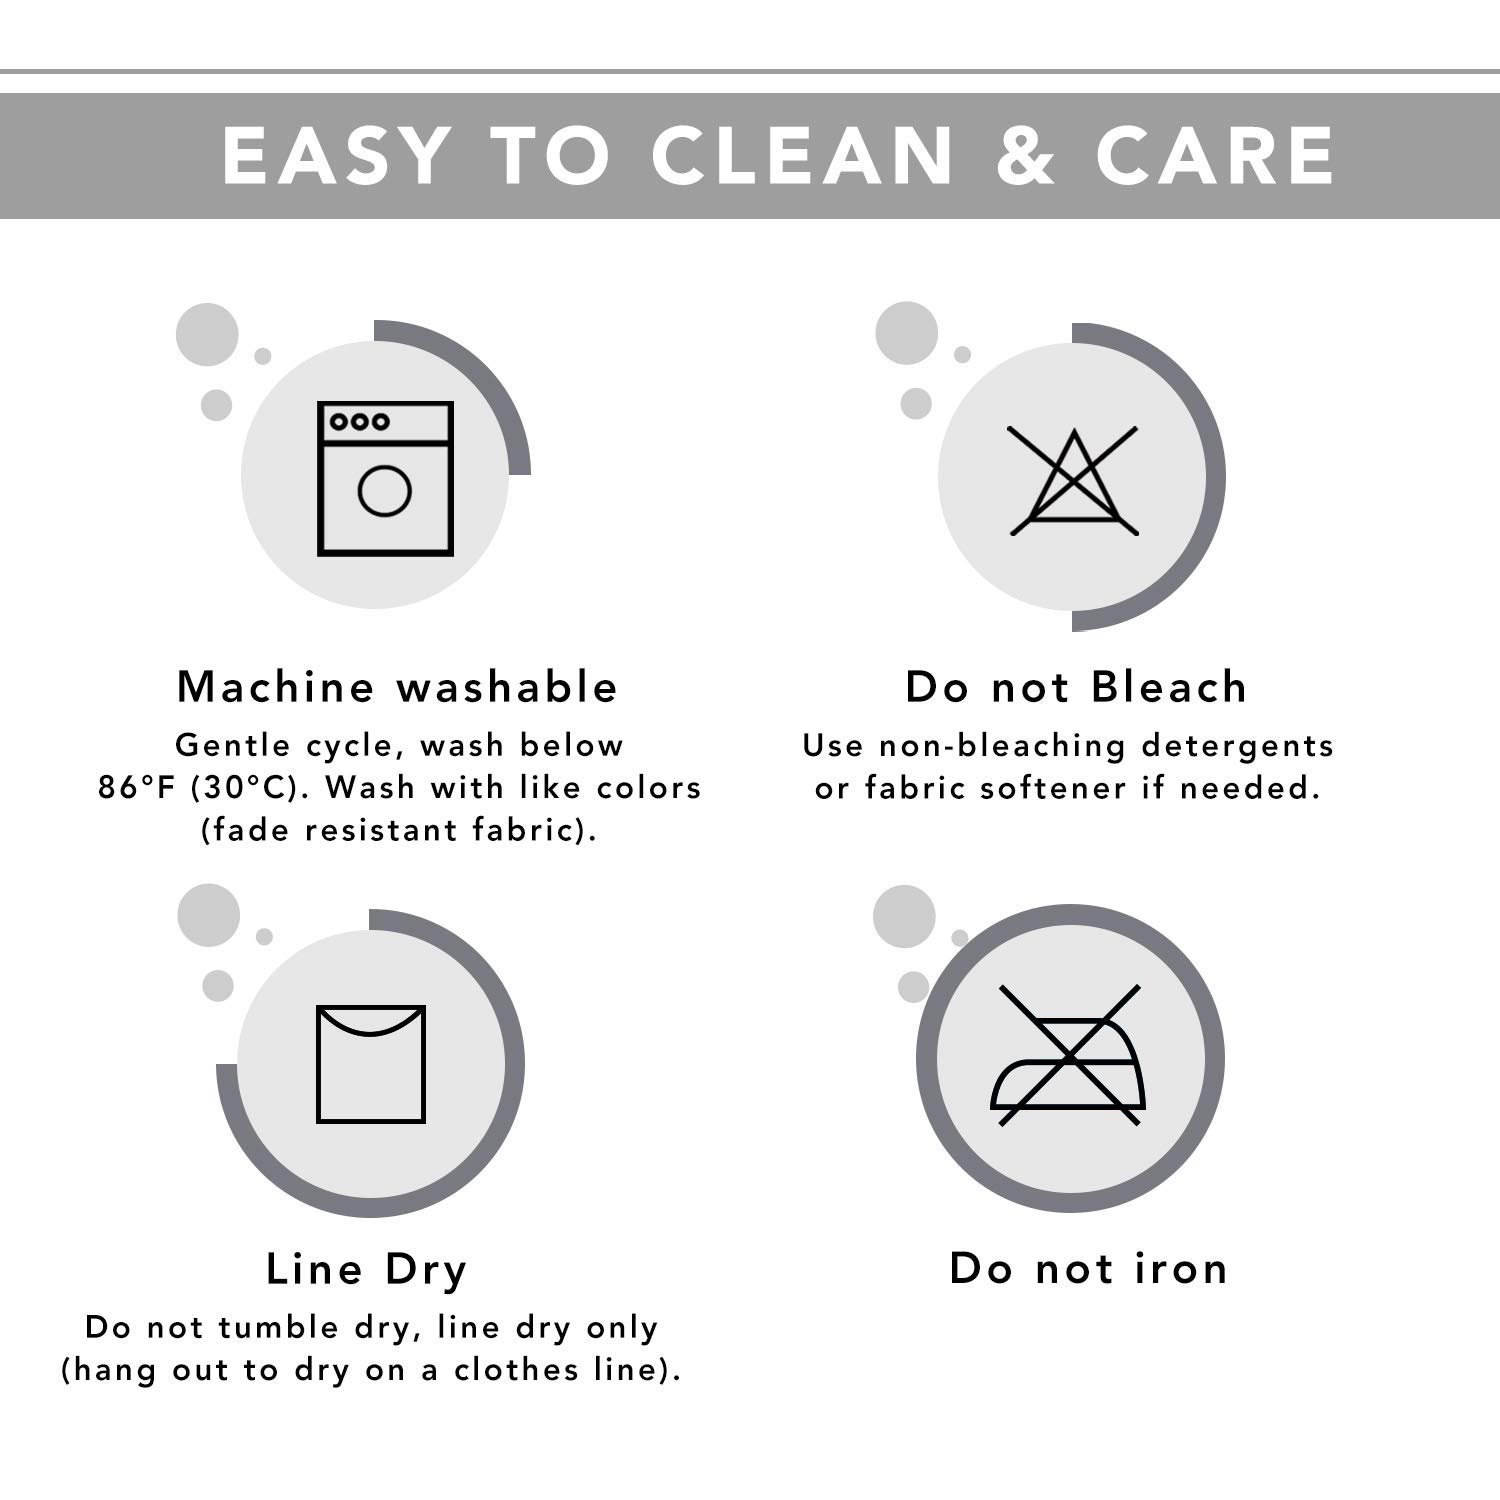 EASY TO CLEAN & CARE
Machine washable
Gentle cycle, wash below
86°F (30°C). Wash with like colors
(fade resistant fabric).
Do not Bleach
Use non-bleaching detergents
or fabric softener if needed.
Line Dry
Do not tumble dry, line dry only
(hang out to dry on a clothes line).
Do not iron